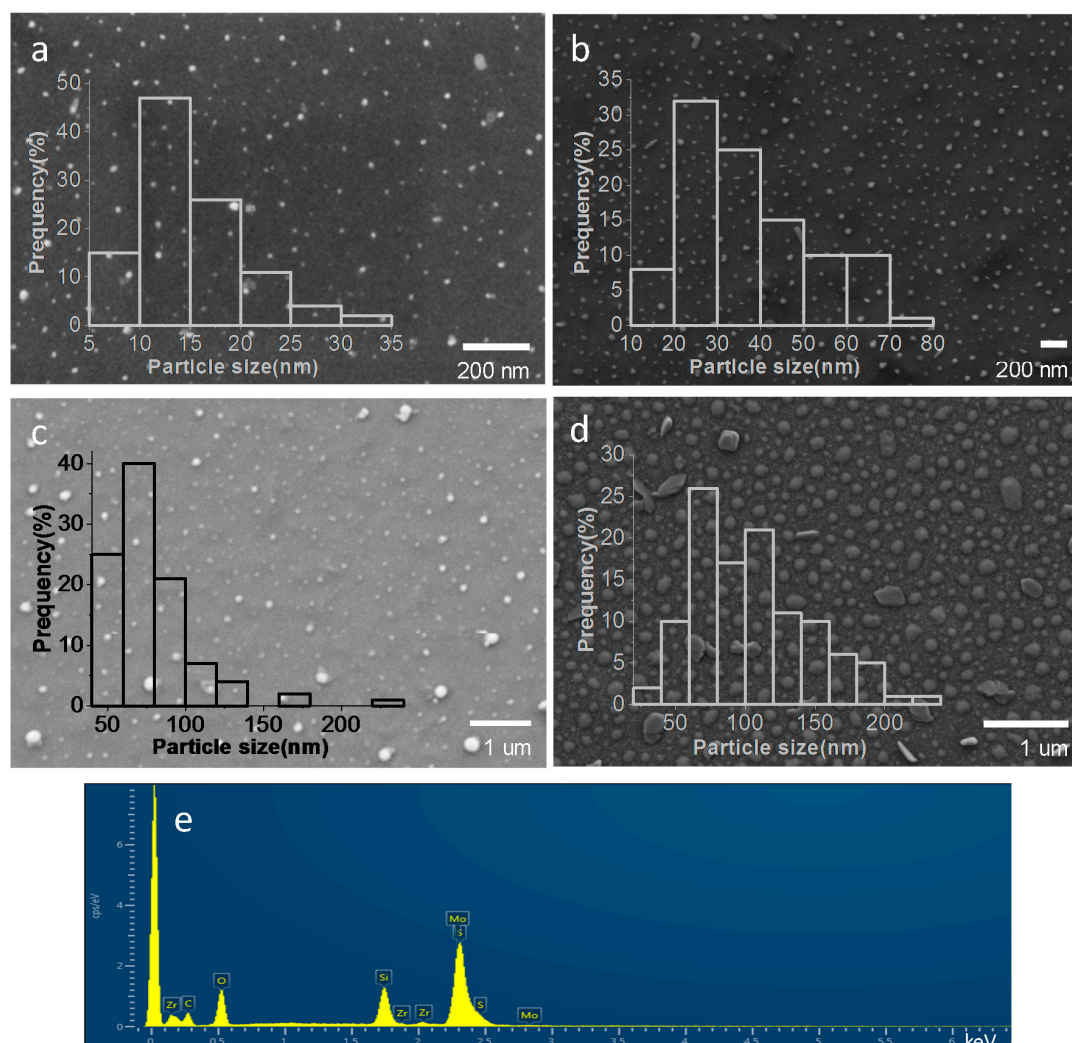 a
50
40
30
20
10
0
Prequency(%)
5 10 15 20 25 30 35
Particle size(nm)
200 nm
b
35
30
25
20
15
10
5
0
Prequency(%)
10 20 30 40 50 60 70 80
Particle size(nm)
200 nm
c
40
30
20
10
0
Prequency(%)
50 100 150 200
Particle size(nm)
1 um
d
30
25
20
15
10
5
0
Prequency(%)
50 100 150 200
Particle size(nm)
1 um
e
6
4
2
0
cps/eV
Zr C O Si Zr Zr Mo S S Mo
0 0.5 1 1.5 2 2.5 3 3.5 4 4.5 5 5.5 6 keV